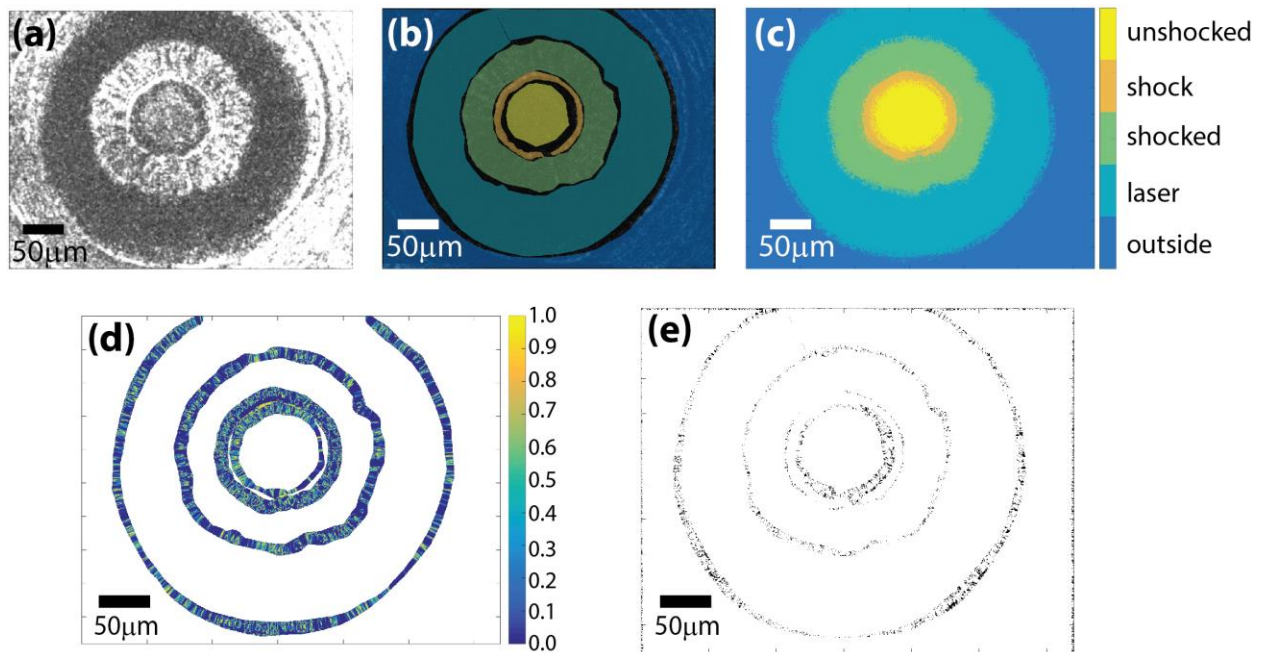 (a)
50μm
(b)
50μm
(c)
50μm
unshocked
shock
shocked
laser
outside
(d)
50μm
1.0
0.9
0.8
0.7
0.6
0.5
0.4
0.3
0.2
0.1
0.0
(e)
50μm